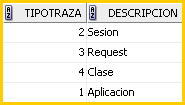 TIPOTRAZA DESCRIPCION
2 Sesion
3 Request
4 Clase
1 Aplicacion